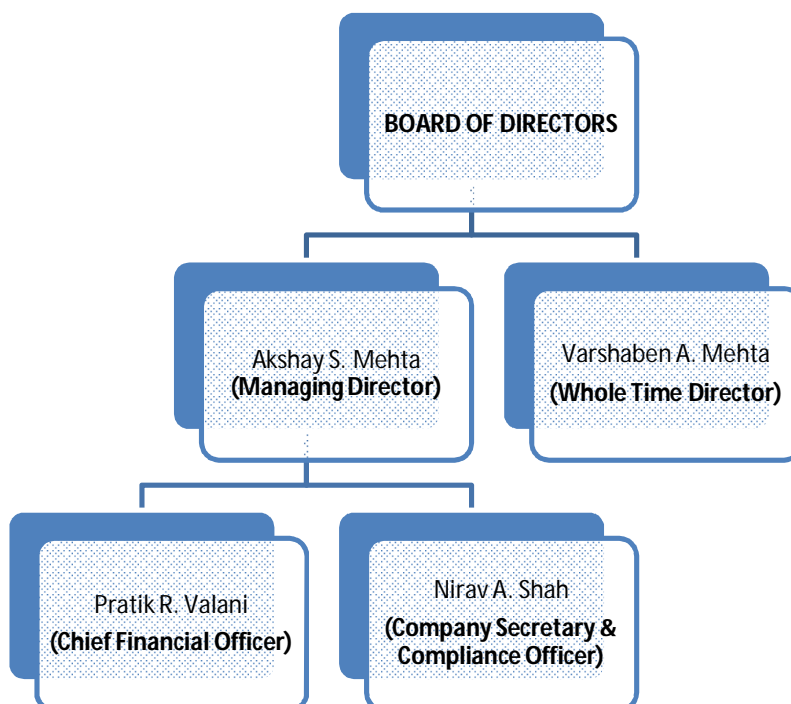 BOARD OF DIRECTORS
Akshay S. Mehta
(Managing Director)
Varshaben A. Mehta
(Whole Time Director)
Pratik R. Valani
(Chief Financial Officer)
Nirav A. Shah
(Company Secretary &
Compliance Officer)